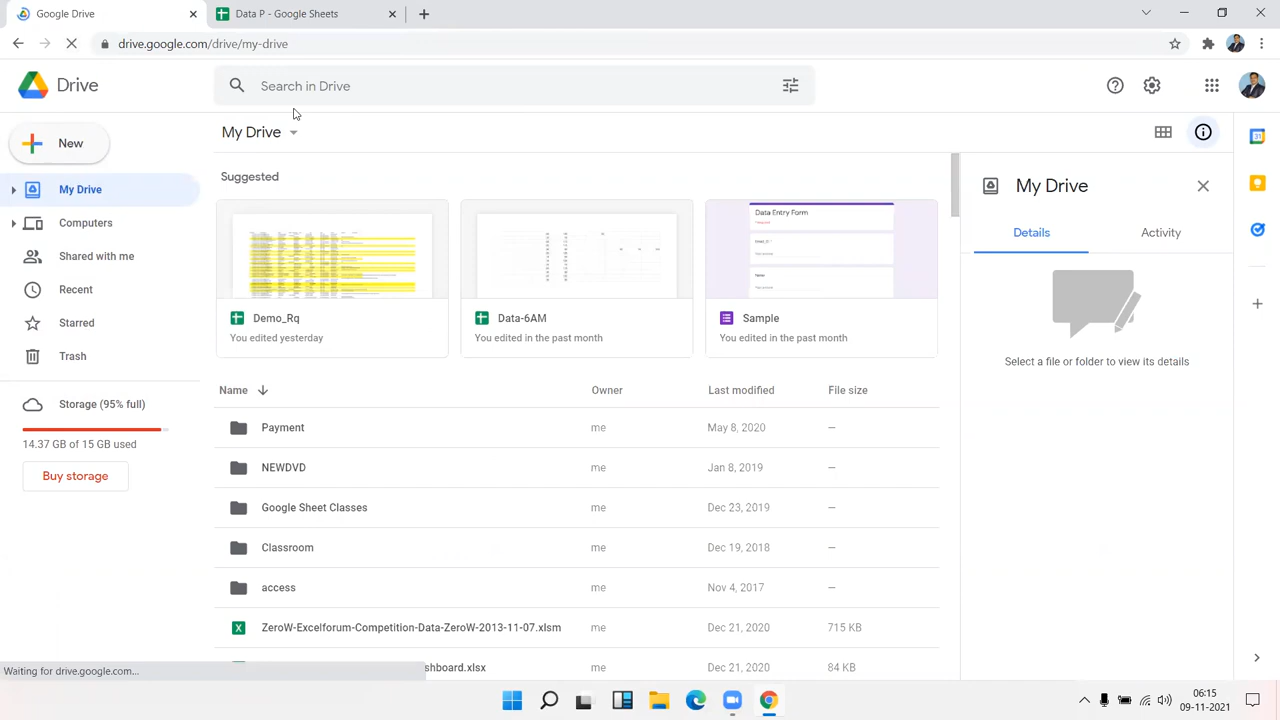 Google Drive
Data P - Google Sheets
drive.google.com/drive/my-drive
Drive
Search in Drive
New
My Drive
Computers
Shared with me
Recent
Starred
Trash
Storage (95% full)
14.37 GB of 15 GB used
Buy storage
My Drive
Suggested
Data Entry Form
Demo_Rq
You edited yesterday
Data-6AM
You edited in the past month
Sample
You edited in the past month
Name Owner Last modified File size
Payment me May 8, 2020 —
NEWDVD me Jan 8, 2019 —
Google Sheet Classes me Dec 23, 2019 —
Classroom me Dec 19, 2018 —
access me Nov 4, 2017 —
ZeroW-Excelforum-Competition-Data-ZeroW-2013-11-07.xlsm me Dec 21, 2020 715 KB
shboard.xlsx me Dec 21, 2020 84 KB
My Drive
Details Activity
Select a file or folder to view its details
31
Waiting for drive.google.com...
06:15
09-11-2021